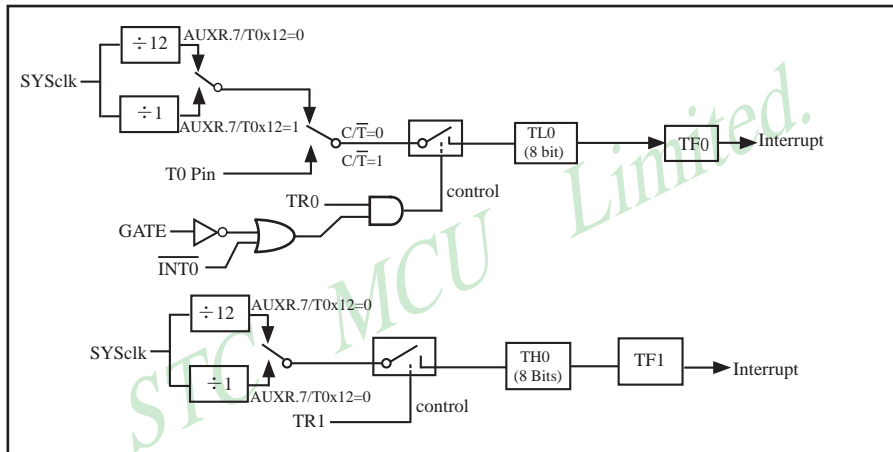 ÷12
AUXR.7/T0x12=0
SYSclk
÷1
AUXR.7/T0x12=1
C/T̅=0
C/T̅=1
T0 Pin
TL0
(8 bit)
TF0
Interrupt
control
TR0
GATE
I̅N̅T̅0̅
÷12
AUXR.7/T0x12=0
SYSclk
÷1
AUXR.7/T0x12=0
TH0
(8 Bits)
TF1
Interrupt
control
TR1
STC MCU Limited.